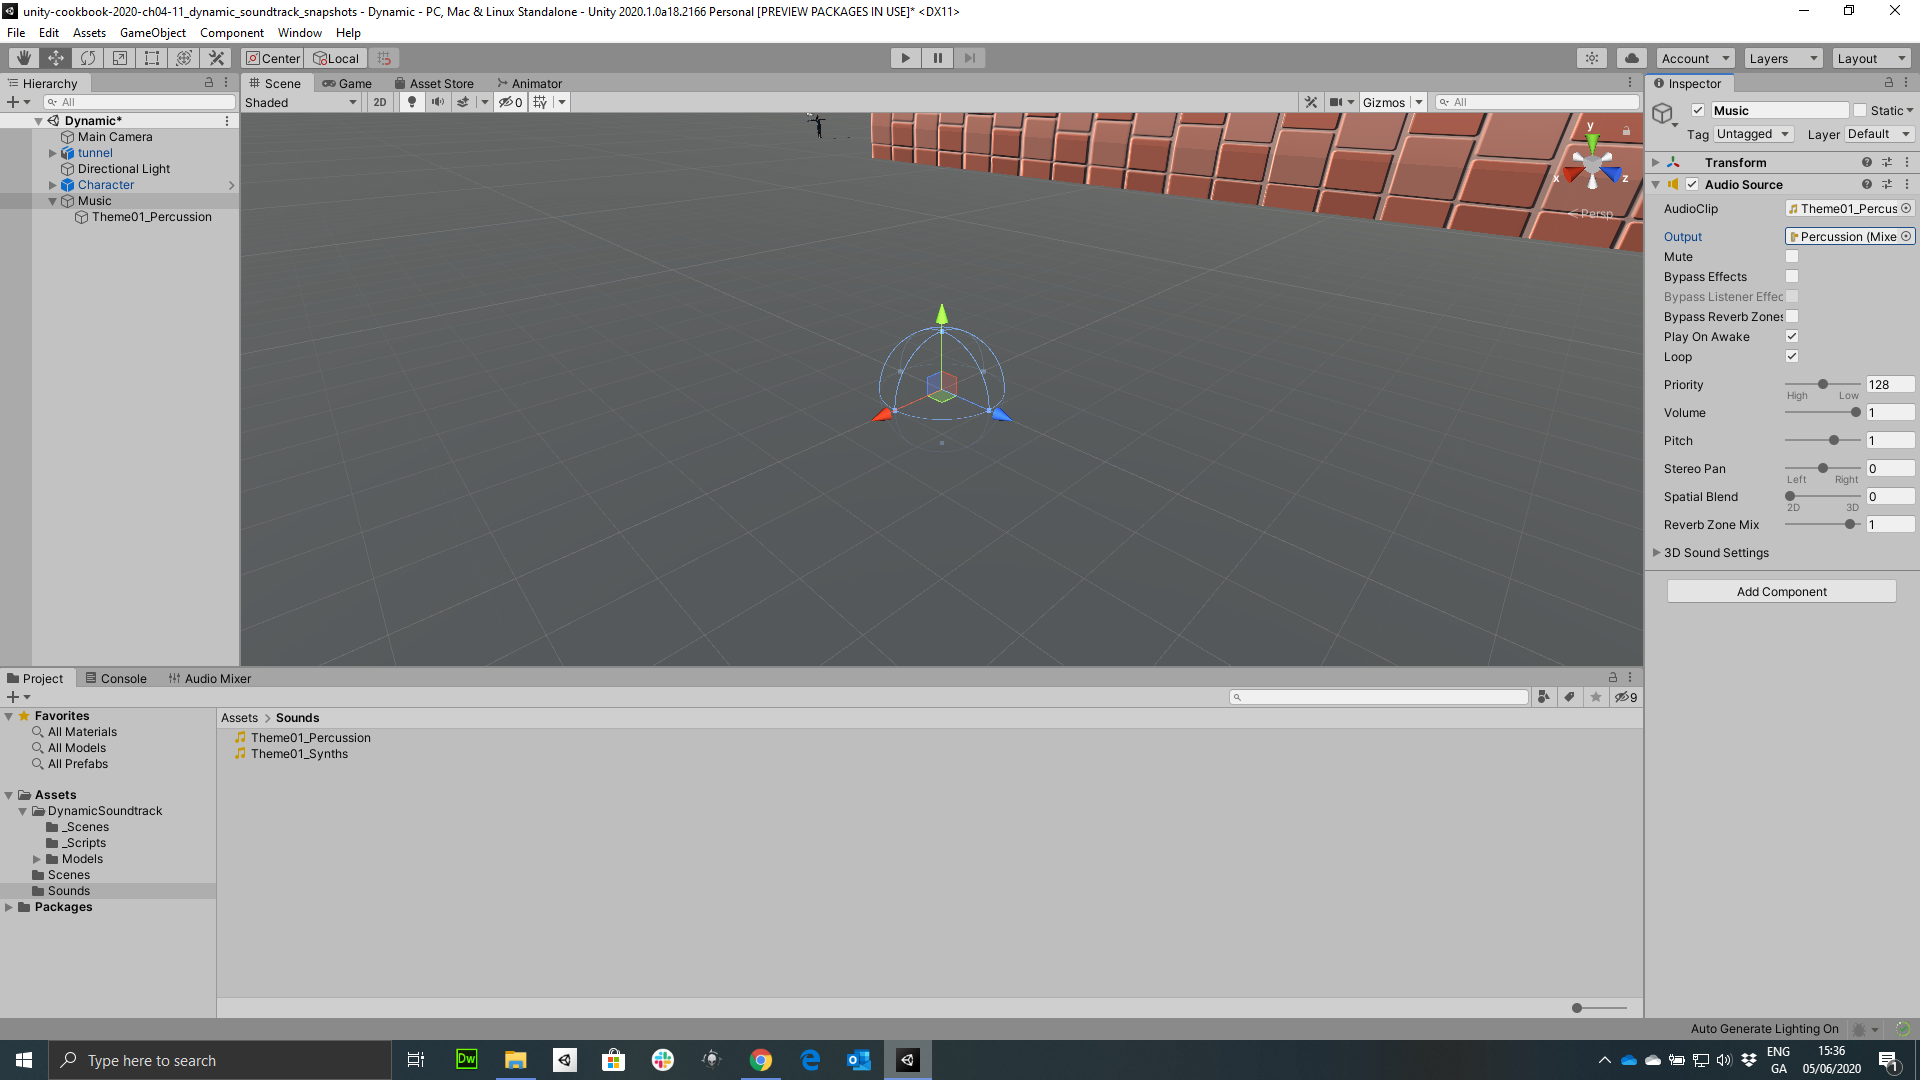 unity-cookbook-2020-ch04-11_dynamic_soundtrack_snapshots - Dynamic - PC, Mac & Linux Standalone - Unity 2020.1.0a18.2166 Personal [PREVIEW PACKAGES IN USE]* <DX11>
File Edit Assets GameObject Component Window Help
Center Local Account Layers Layout
Hierarchy
All
Dynamic*
Main Camera
tunnel
Directional Light
Character
Music
Theme01_Percussion
Scene Game Asset Store Animator
Shaded 2D 0 Gizmos All
y
x z
Persp
Inspector
Music Static
Tag Untagged Layer Default
Transform
Audio Source
AudioClip Theme01_Percus
Output Percussion (Mixe
Mute
Bypass Effects
Bypass Listener Effec
Bypass Reverb Zones
Play On Awake
Loop
Priority 128
High Low
Volume 1
Pitch 1
Stereo Pan 0
Left Right
Spatial Blend 0
2D 3D
Reverb Zone Mix 1
3D Sound Settings
Add Component
Project Console Audio Mixer
9
Favorites
All Materials
All Models
All Prefabs
Assets
DynamicSoundtrack
_Scenes
_Scripts
Models
Scenes
Sounds
Packages
Assets > Sounds
Theme01_Percussion
Theme01_Synths
Auto Generate Lighting On
Type here to search
Dw
ENG
GA
15:36
05/06/2020
1